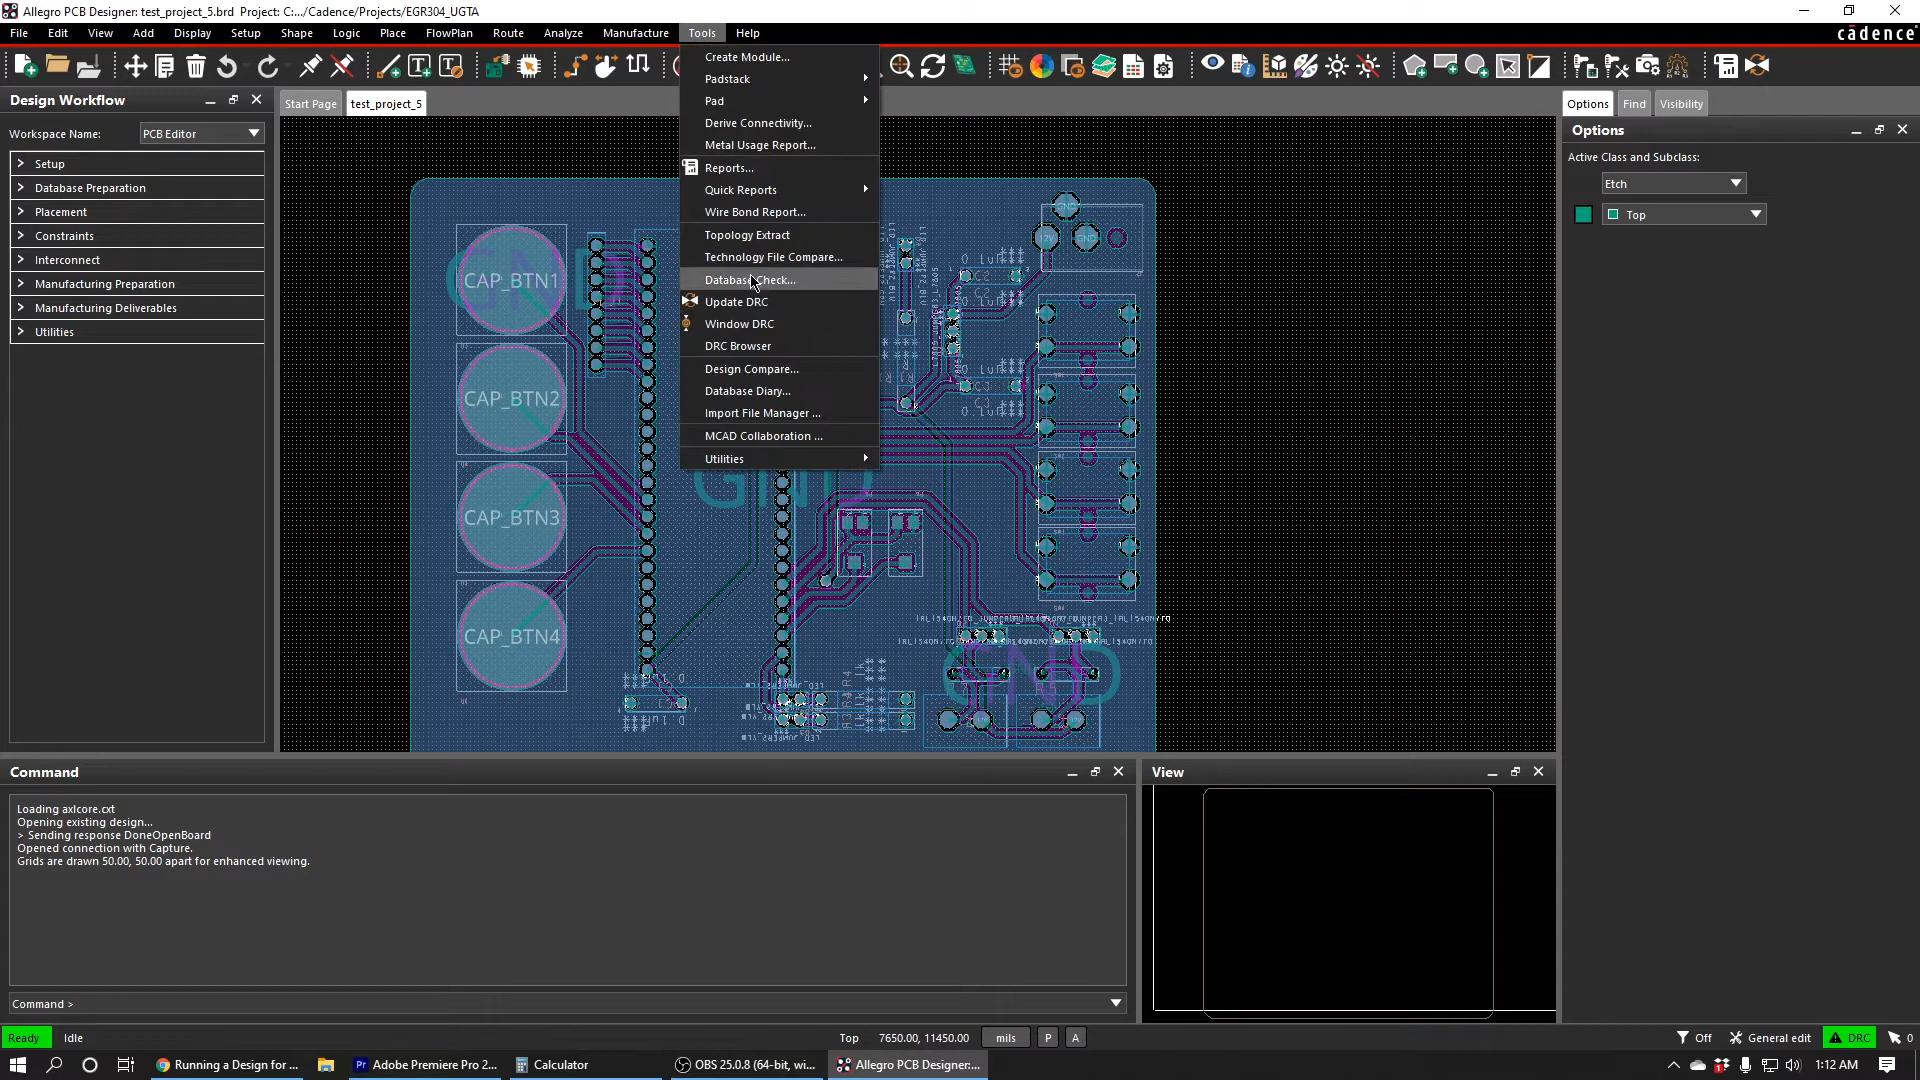 Allegro PCB Designer: test_project_5.brd Project: C:.../Cadence/Projects/EGR304_UGTA
File Edit View Add Display Setup Shape Logic Place FlowPlan Route Analyze Manufacture Tools Help
cadence
Design Workflow
Workspace Name: PCB Editor
Setup
Database Preparation
Placement
Constraints
Interconnect
Manufacturing Preparation
Manufacturing Deliverables
Utilities
Start Page test_project_5
Create Module...
Padstack
Pad
Derive Connectivity...
Metal Usage Report...
Reports...
Quick Reports
Wire Bond Report...
Topology Extract
Technology File Compare...
Database Check...
Update DRC
Window DRC
DRC Browser
Design Compare...
Database Diary...
Import File Manager ...
MCAD Collaboration ...
Utilities
CAP_BTN1
CAP_BTN2
CAP_BTN3
CAP_BTN4
GND
GND
GND
12V
Options Find Visibility
Options
Active Class and Subclass:
Etch
Top
Command
Loading axlcore.cxt
Opening existing design...
> Sending response DoneOpenBoard
Opened connection with Capture.
Grids are drawn 50.00, 50.00 apart for enhanced viewing.
Command >
View
Ready Idle Top 7650.00, 11450.00 mils P A Off General edit DRC 0
Running a Design for ... Adobe Premiere Pro 2... Calculator OBS 25.0.8 (64-bit, wi... Allegro PCB Designer:... 1:12 AM